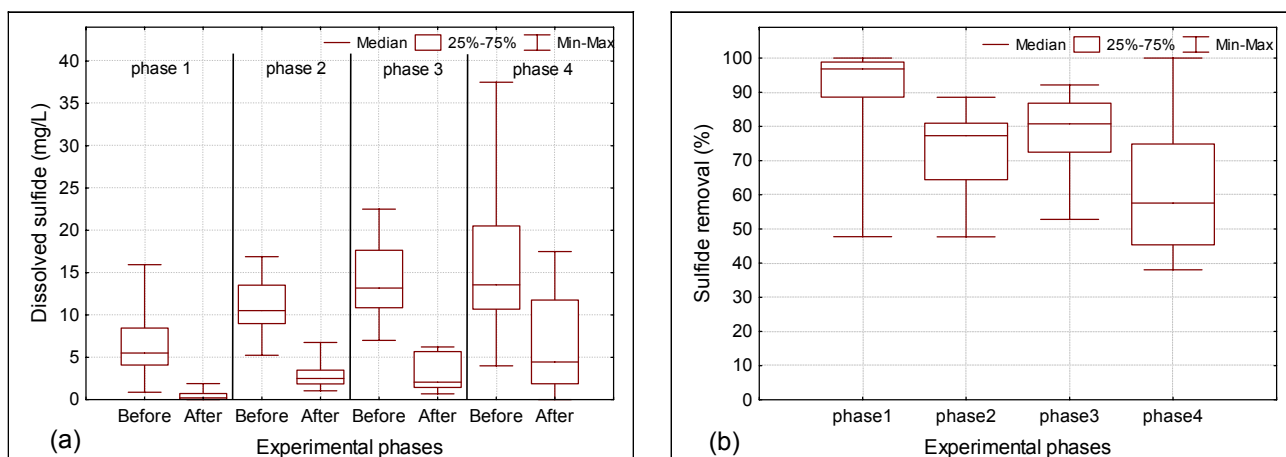 Median 25%-75% Min-Max
phase 1 phase 2 phase 3 phase 4
40
35
30
25
20
15
10
5
0
Dissolved sulfide (mg/L)
Before After Before After Before After Before After
(a)
Experimental phases
Median 25%-75% Min-Max
100
90
80
70
60
50
40
30
20
10
0
Sulfide removal (%)
phase1 phase2 phase3 phase4
(b)
Experimental phases